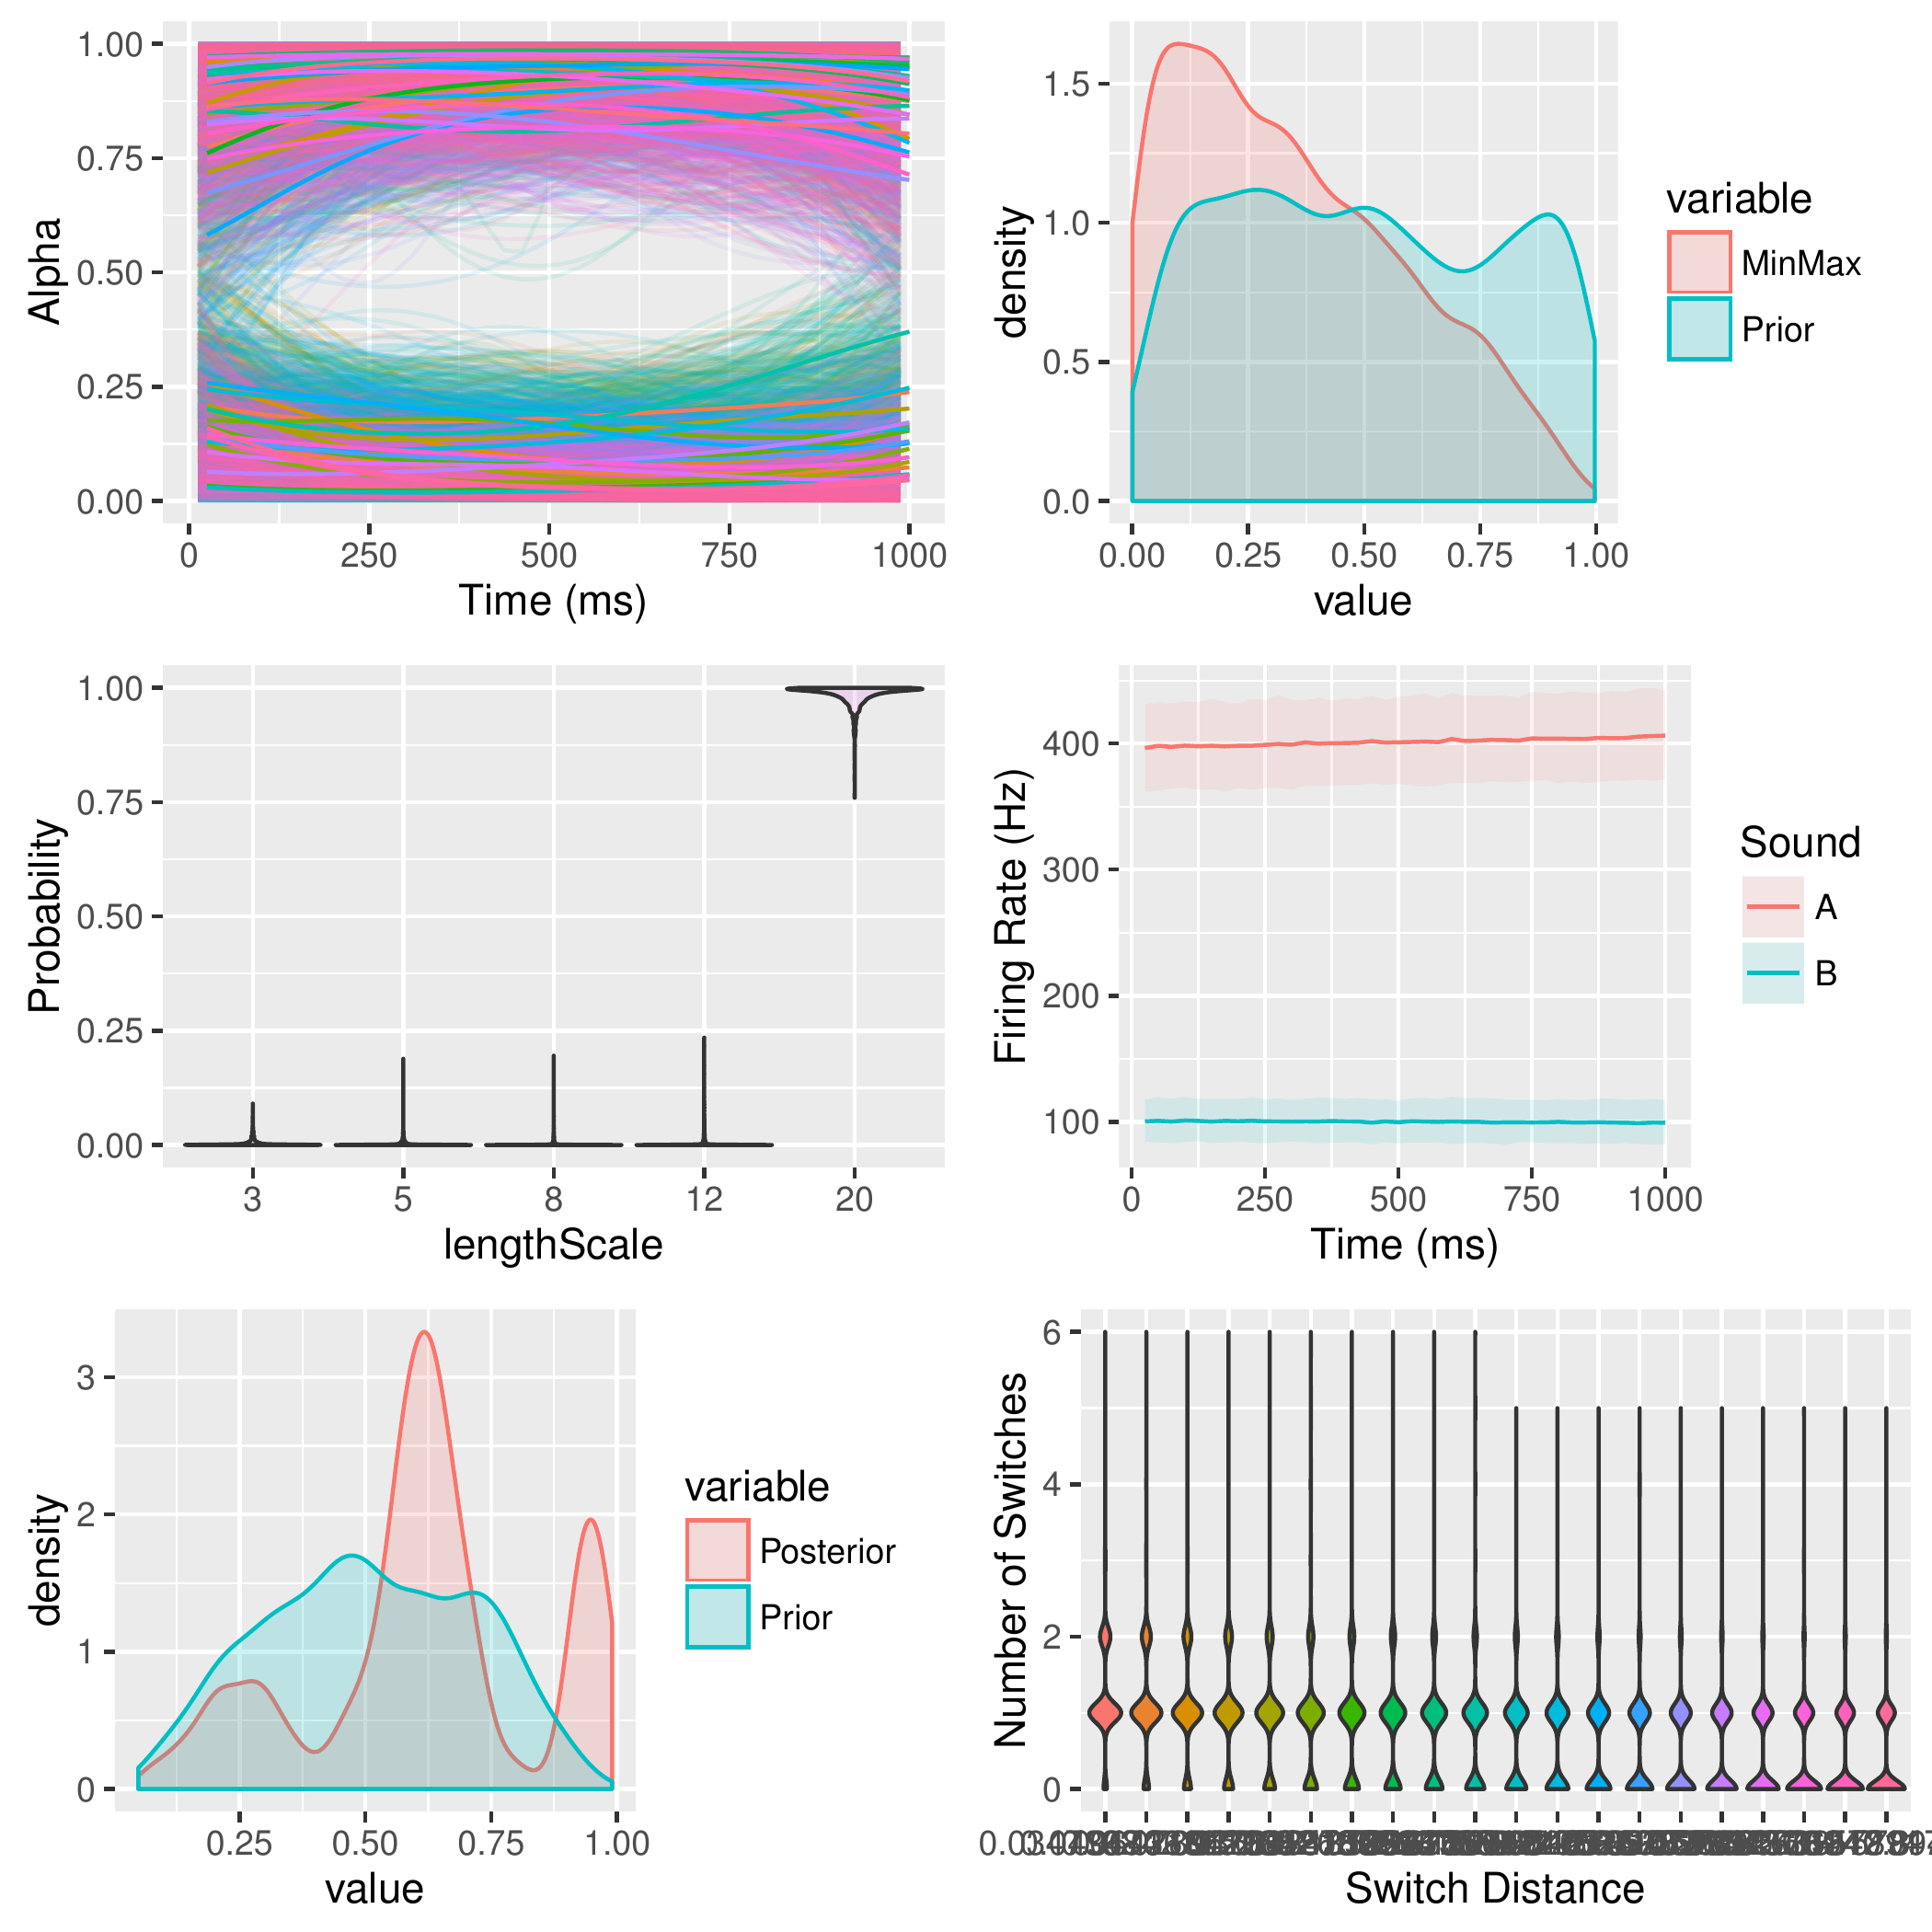 1.00
0.75
0.50
0.25
0.00
Alpha
0 250 500 750 1000
Time (ms)
1.5
1.0
0.5
0.0
density
0.00 0.25 0.50 0.75 1.00
value
variable
MinMax
Prior
1.00
0.75
0.50
0.25
0.00
Probability
3 5 8 12 20
lengthScale
400
300
200
100
Firing Rate (Hz)
0 250 500 750 1000
Time (ms)
Sound
A
B
3
2
1
0
density
0.25 0.50 0.75 1.00
value
variable
Posterior
Prior
6
4
2
0
Number of Switches
Switch Distance